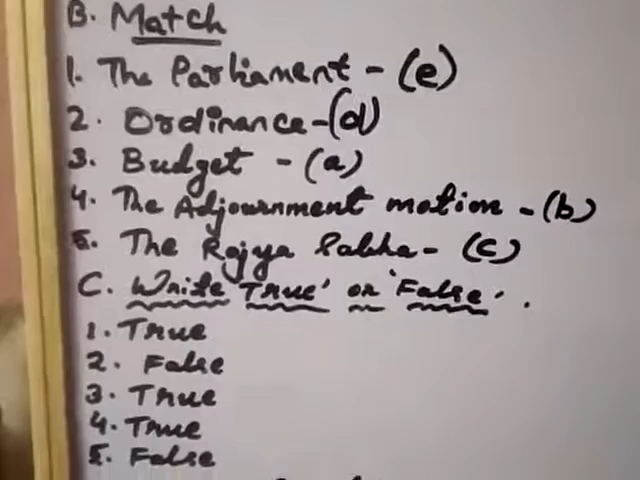 B. Match
1. The Parliament - (e)
2. Ordinance - (d)
3. Budget - (a)
4. The Adjournment motion - (b)
5. The Rajya Sabha - (c)
C. Write 'True' or 'False'.
1. True
2. False
3. True
4. True
5. False